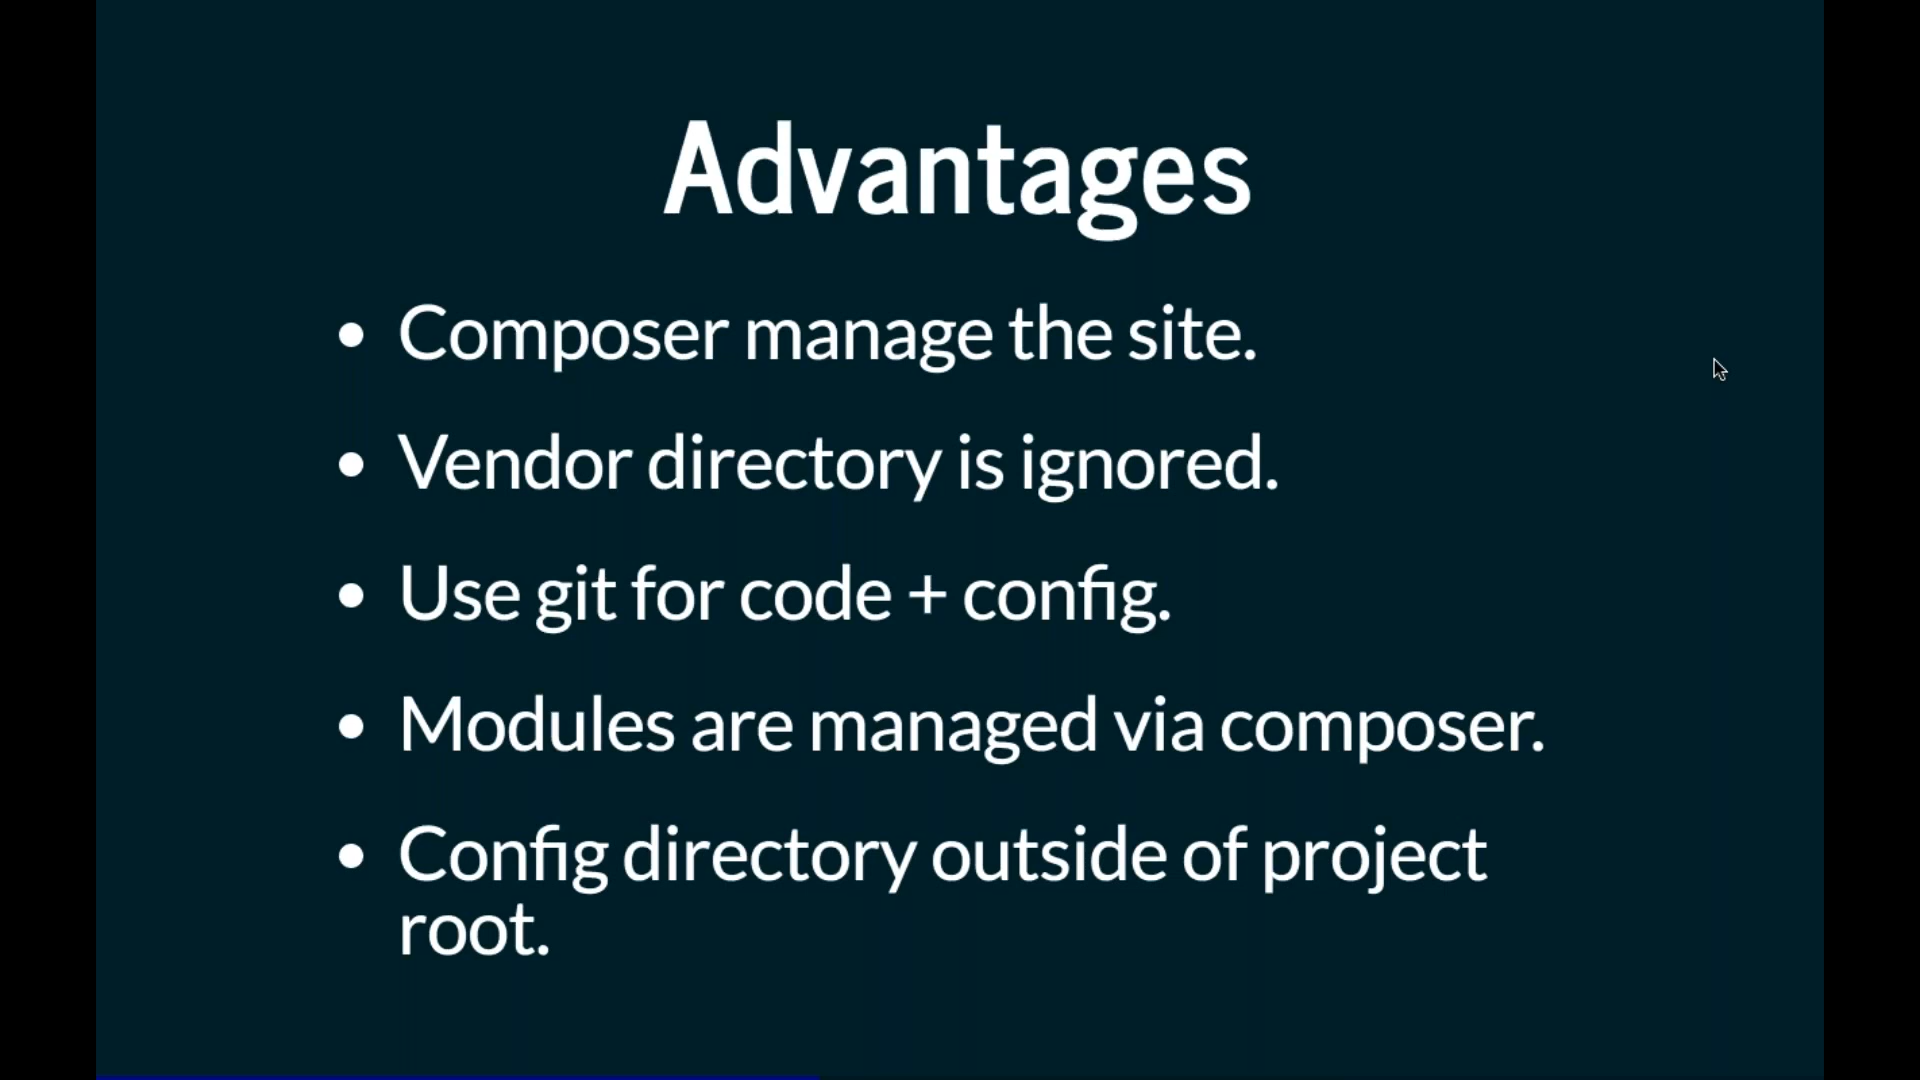 Advantages
Composer manage the site.
Vendor directory is ignored.
Use git for code + config.
Modules are managed via composer.
Config directory outside of project
root.